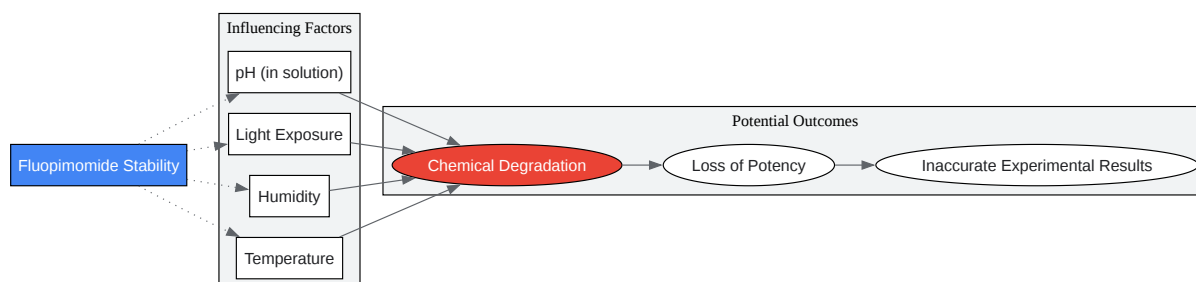 Fluopimomide Stability
Influencing Factors
pH (in solution)
Light Exposure
Humidity
Temperature
Potential Outcomes
Chemical Degradation
Loss of Potency
Inaccurate Experimental Results